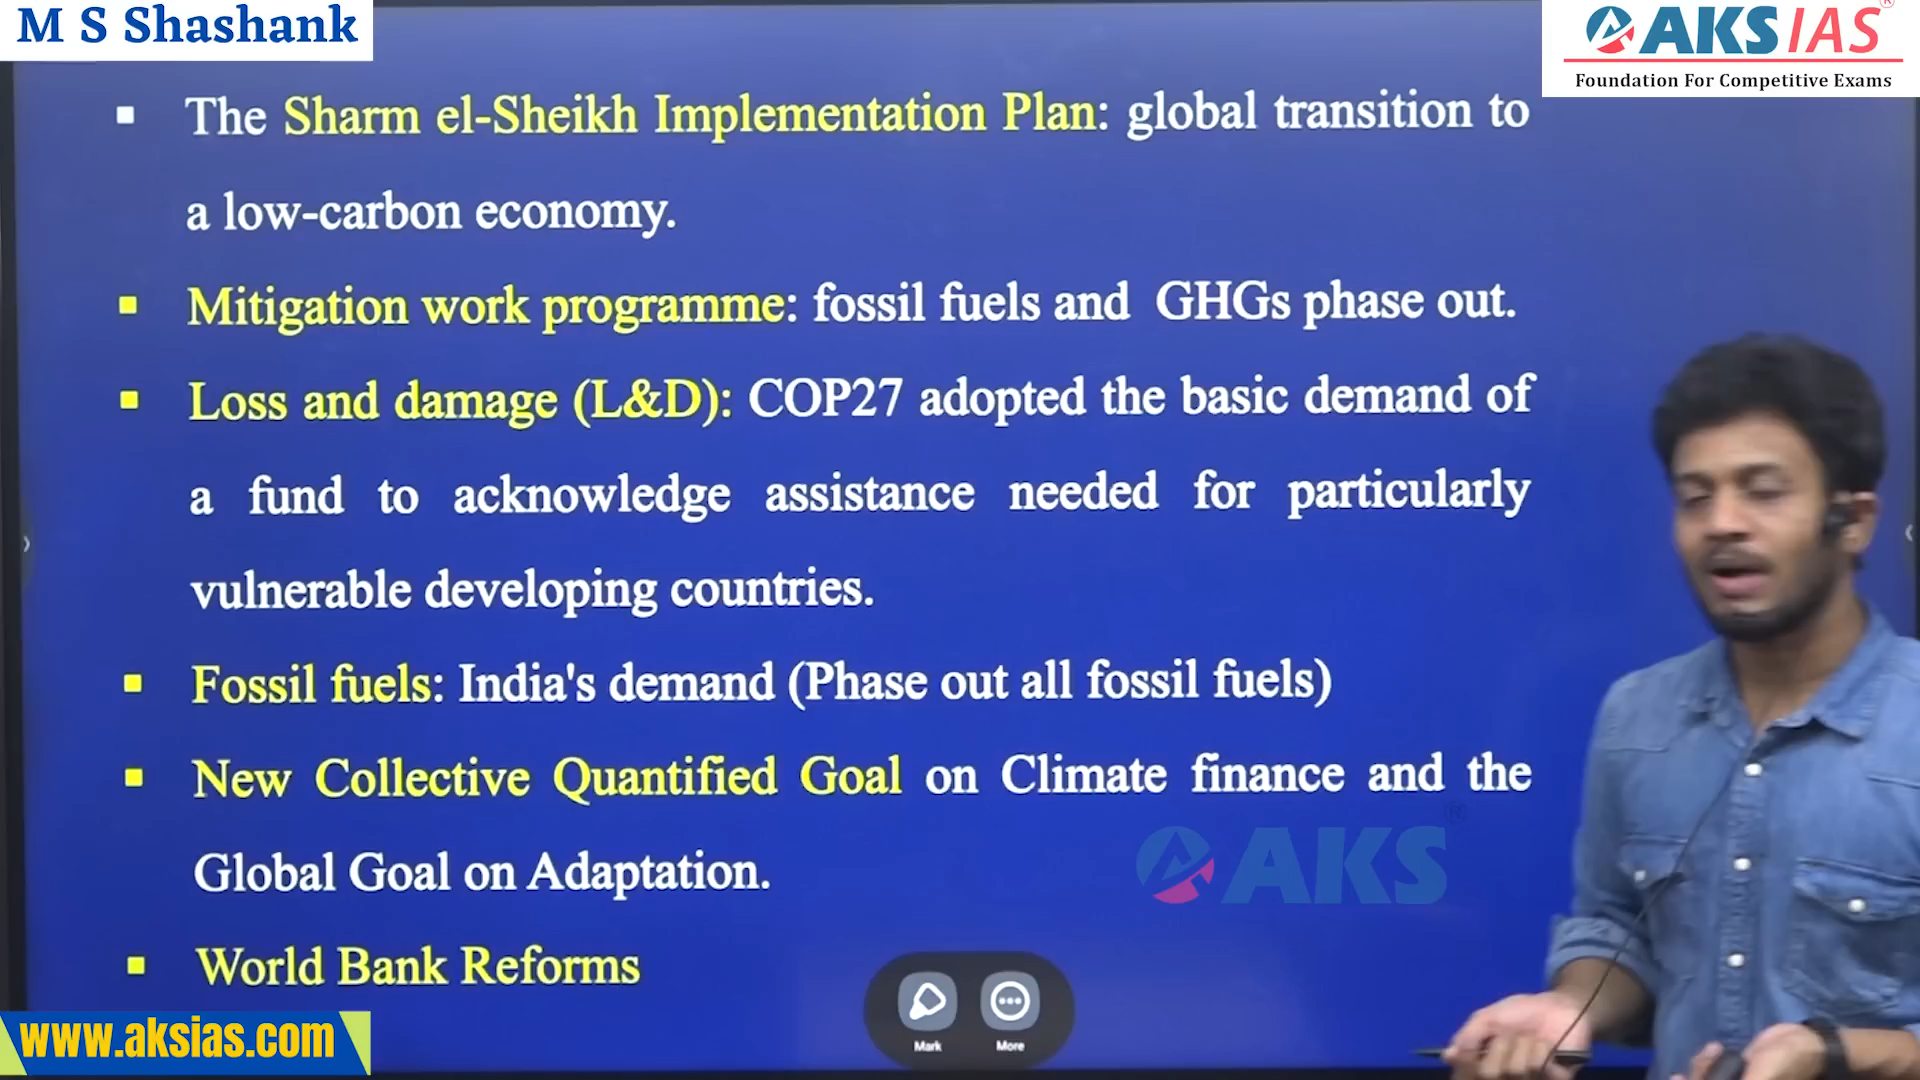 M S Shashank
AKS IAS
Foundation For Competitive Exams
The Sharm el-Sheikh Implementation Plan: global transition to
a low-carbon economy.
Mitigation work programme: fossil fuels and GHGs phase out.
Loss and damage (L&D): COP27 adopted the basic demand of
a fund to acknowledge assistance needed for particularly
vulnerable developing countries.
Fossil fuels: India's demand (Phase out all fossil fuels)
New Collective Quantified Goal on Climate finance and the
Global Goal on Adaptation.
AKS
World Bank Reforms
Mark More
www.aksias.com